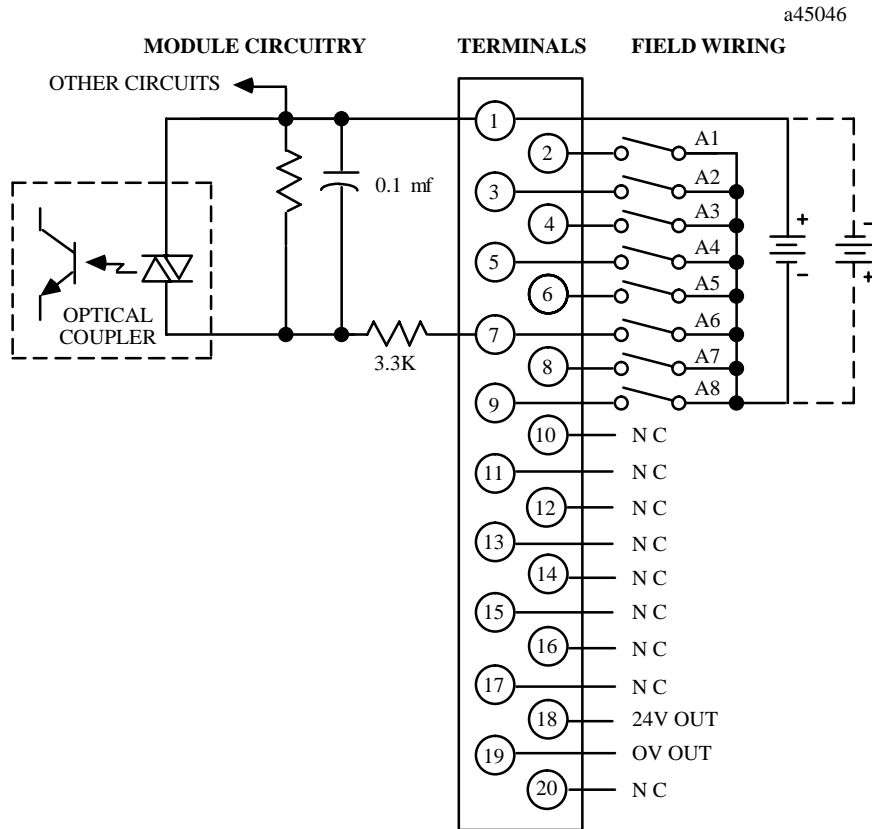 a45046
MODULE CIRCUITRY TERMINALS FIELD WIRING
OTHER CIRCUITS
1
2 A1
3 A2
0.1 mf
4 A3
+ -
5 A4
- +
6 A5
OPTICAL
COUPLER
7 A6
3.3K
8 A7
9 A8
10 N C
11 N C
12 N C
13 N C
14 N C
15 N C
16 N C
17 N C
18 24V OUT
19 OV OUT
20 N C